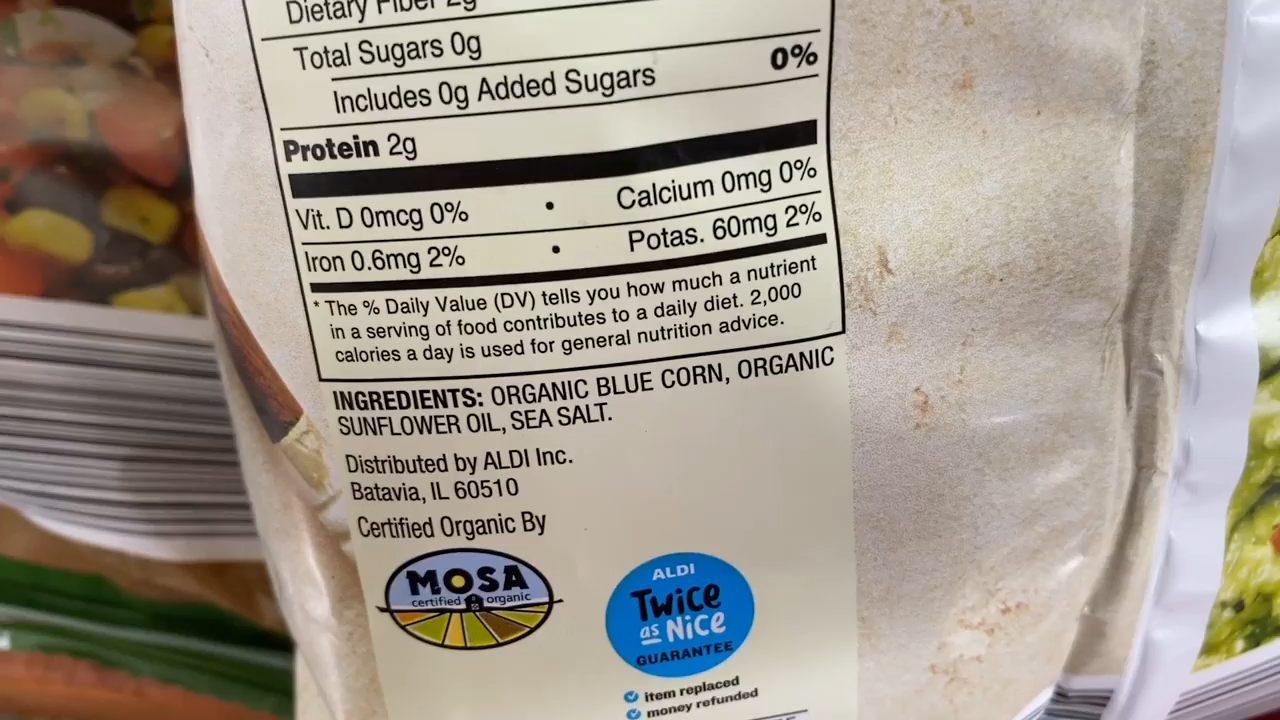 Dietary Fiber 2g
Total Sugars 0g
Includes 0g Added Sugars 0%
Protein 2g
Vit. D 0mcg 0% • Calcium 0mg 0%
Iron 0.6mg 2% • Potas. 60mg 2%
* The % Daily Value (DV) tells you how much a nutrient
in a serving of food contributes to a daily diet. 2,000
calories a day is used for general nutrition advice.
INGREDIENTS: ORGANIC BLUE CORN, ORGANIC
SUNFLOWER OIL, SEA SALT.
Distributed by ALDI Inc.
Batavia, IL 60510
Certified Organic By
MOSA
certified organic
ALDI
Twice
as Nice
GUARANTEE
item replaced
money refunded